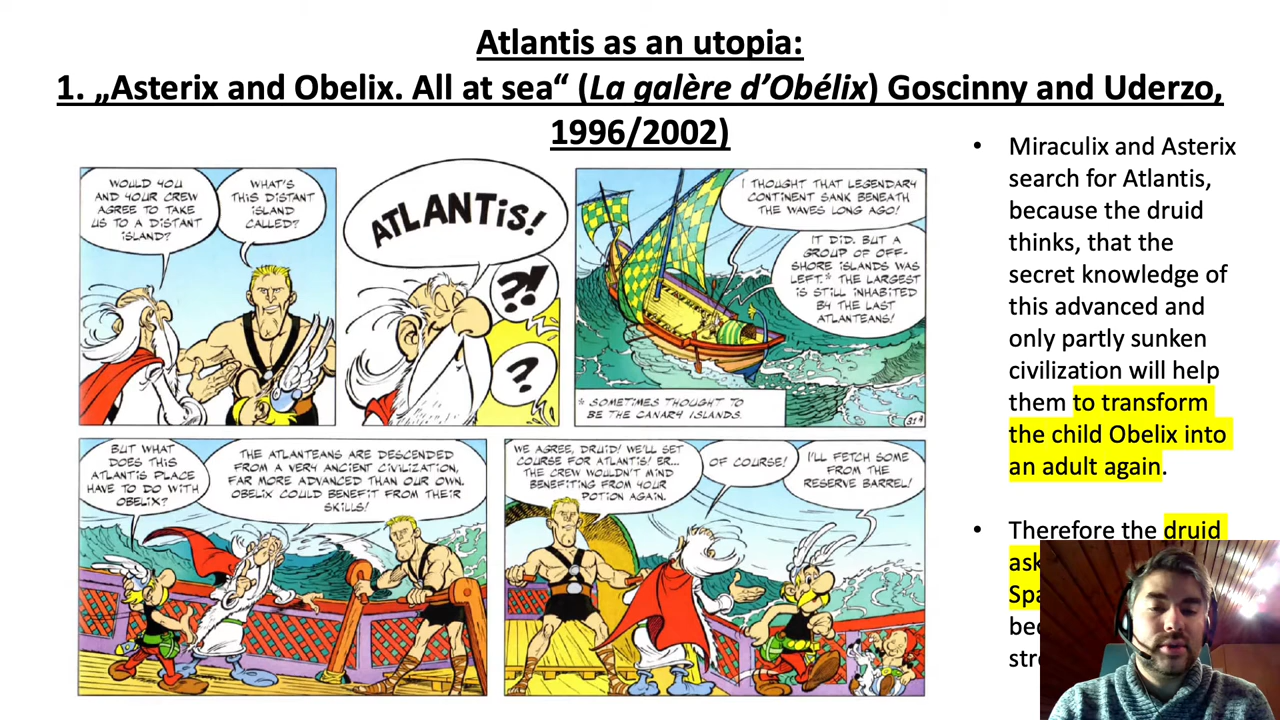 Atlantis as an utopia:
1. „Asterix and Obelix. All at sea“ (La galère d’Obélix) Goscinny and Uderzo,
1996/2002)
WOULD YOU
AND YOUR CREW
AGREE TO TAKE
US TO A DISTANT
ISLAND?
WHAT'S
THIS DISTANT
ISLAND
CALLED?
ATLANTIS!
?!
?
I THOUGHT THAT LEGENDARY
CONTINENT SANK BENEATH
THE WAVES LONG AGO!
IT DID. BUT A
GROUP OF OFF-
SHORE ISLANDS WAS
LEFT.* THE LARGEST
IS STILL INHABITED
BY THE LAST
ATLANTEANS!
* SOMETIMES THOUGHT TO
BE THE CANARY ISLANDS.
31A
BUT WHAT
DOES THIS
ATLANTIS PLACE
HAVE TO DO WITH
OBELIX?
THE ATLANTEANS ARE DESCENDED
FROM A VERY ANCIENT CIVILIZATION,
FAR MORE ADVANCED THAN OUR OWN.
OBELIX COULD BENEFIT FROM THEIR
SKILLS!
WE AGREE, DRUID! WE'LL SET
COURSE FOR ATLANTIS! ER...
THE CREW WOULDN'T MIND
BENEFITING FROM YOUR
POTION AGAIN.
OF COURSE!
I'LL FETCH SOME
FROM THE
RESERVE BARREL!
• Miraculix and Asterix
search for Atlantis,
because the druid
thinks, that the
secret knowledge of
this advanced and
only partly sunken
civilization will help
them to transform
the child Obelix into
an adult again.
• Therefore the druid
ask
Spa
bec
str